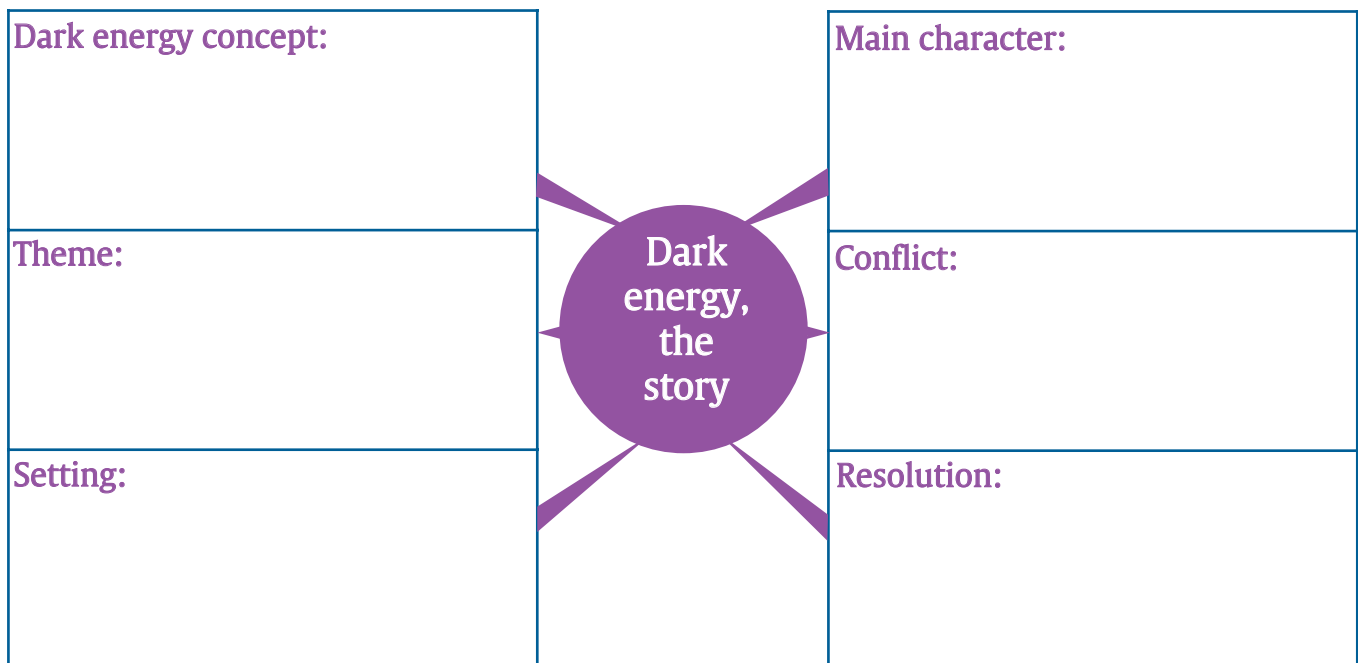 Dark energy concept:
Theme:
Setting:
Dark
energy,
the
story
Main character:
Conflict:
Resolution: